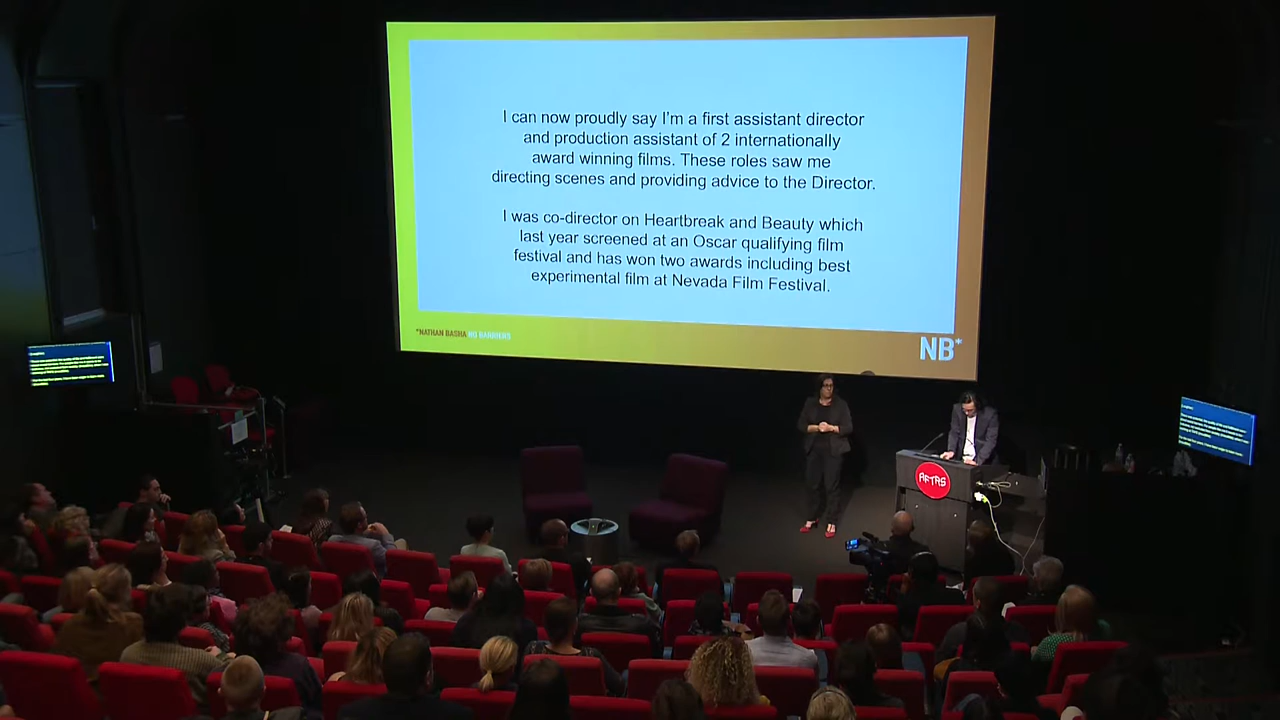 I can now proudly say I'm a first assistant director
and production assistant of 2 internationally
award winning films. These roles saw me
directing scenes and providing advice to the Director.
I was co-director on Heartbreak and Beauty which
last year screened at an Oscar qualifying film
festival and has won two awards including best
experimental film at Nevada Film Festival.
*NATHAN BASHA NO BARRIERS
NB*
AFTRS